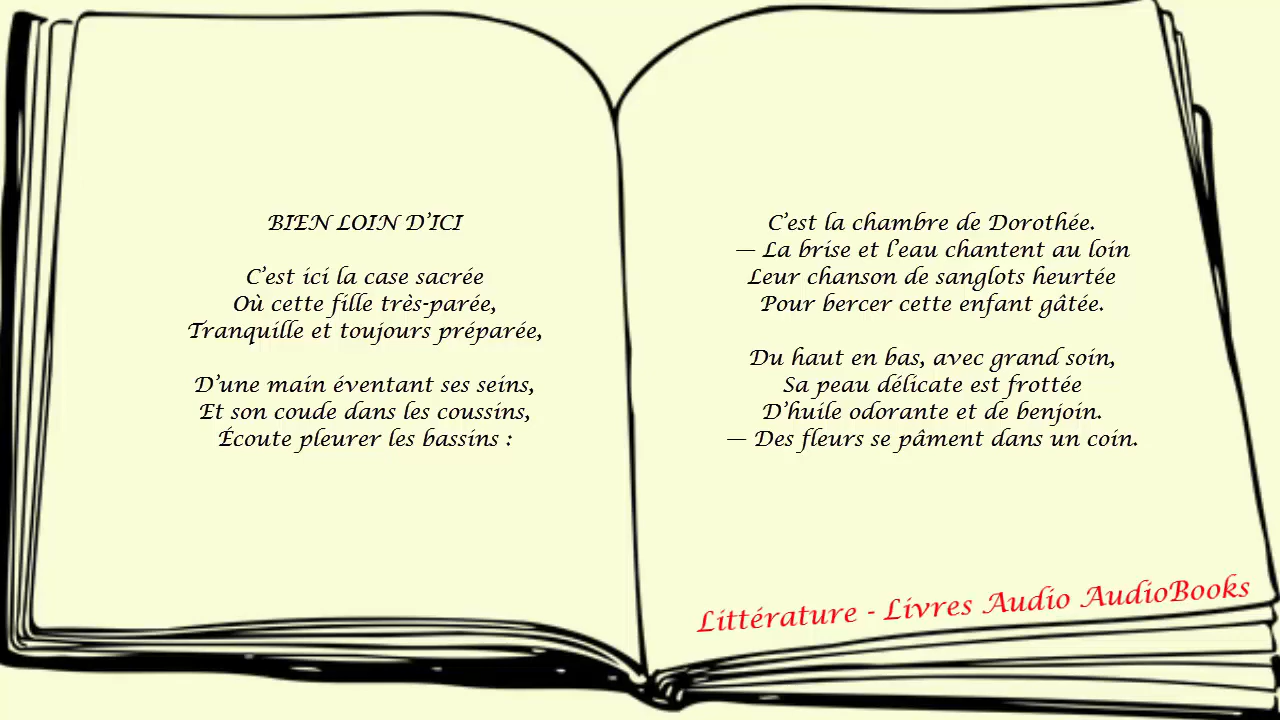 BIEN LOIN D'ICI
C'est ici la case sacrée
Où cette fille très-parée,
Tranquille et toujours préparée,
D'une main éventant ses seins,
Et son coude dans les coussins,
Écoute pleurer les bassins :
C'est la chambre de Dorothée.
— La brise et l'eau chantent au loin
Leur chanson de sanglots heurtée
Pour bercer cette enfant gâtée.
Du haut en bas, avec grand soin,
Sa peau délicate est frottée
D'huile odorante et de benjoin.
— Des fleurs se pâment dans un coin.
Littérature - Livres Audio AudioBooks